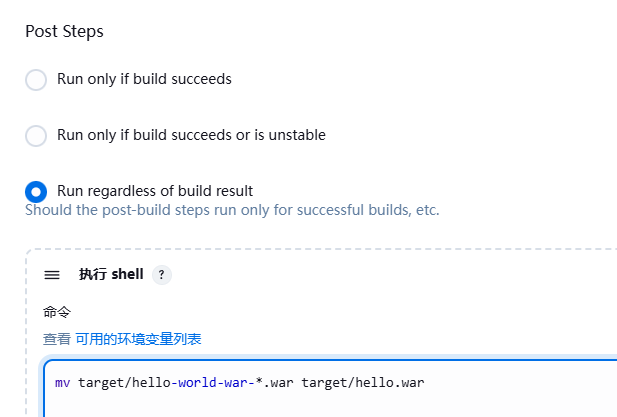 Post Steps
Run only if build succeeds
Run only if build succeeds or is unstable
Run regardless of build result
Should the post-build steps run only for successful builds, etc.
执行 shell ?
命令
查看 可用的环境变量列表
mv target/hello-world-war-*.war target/hello.war